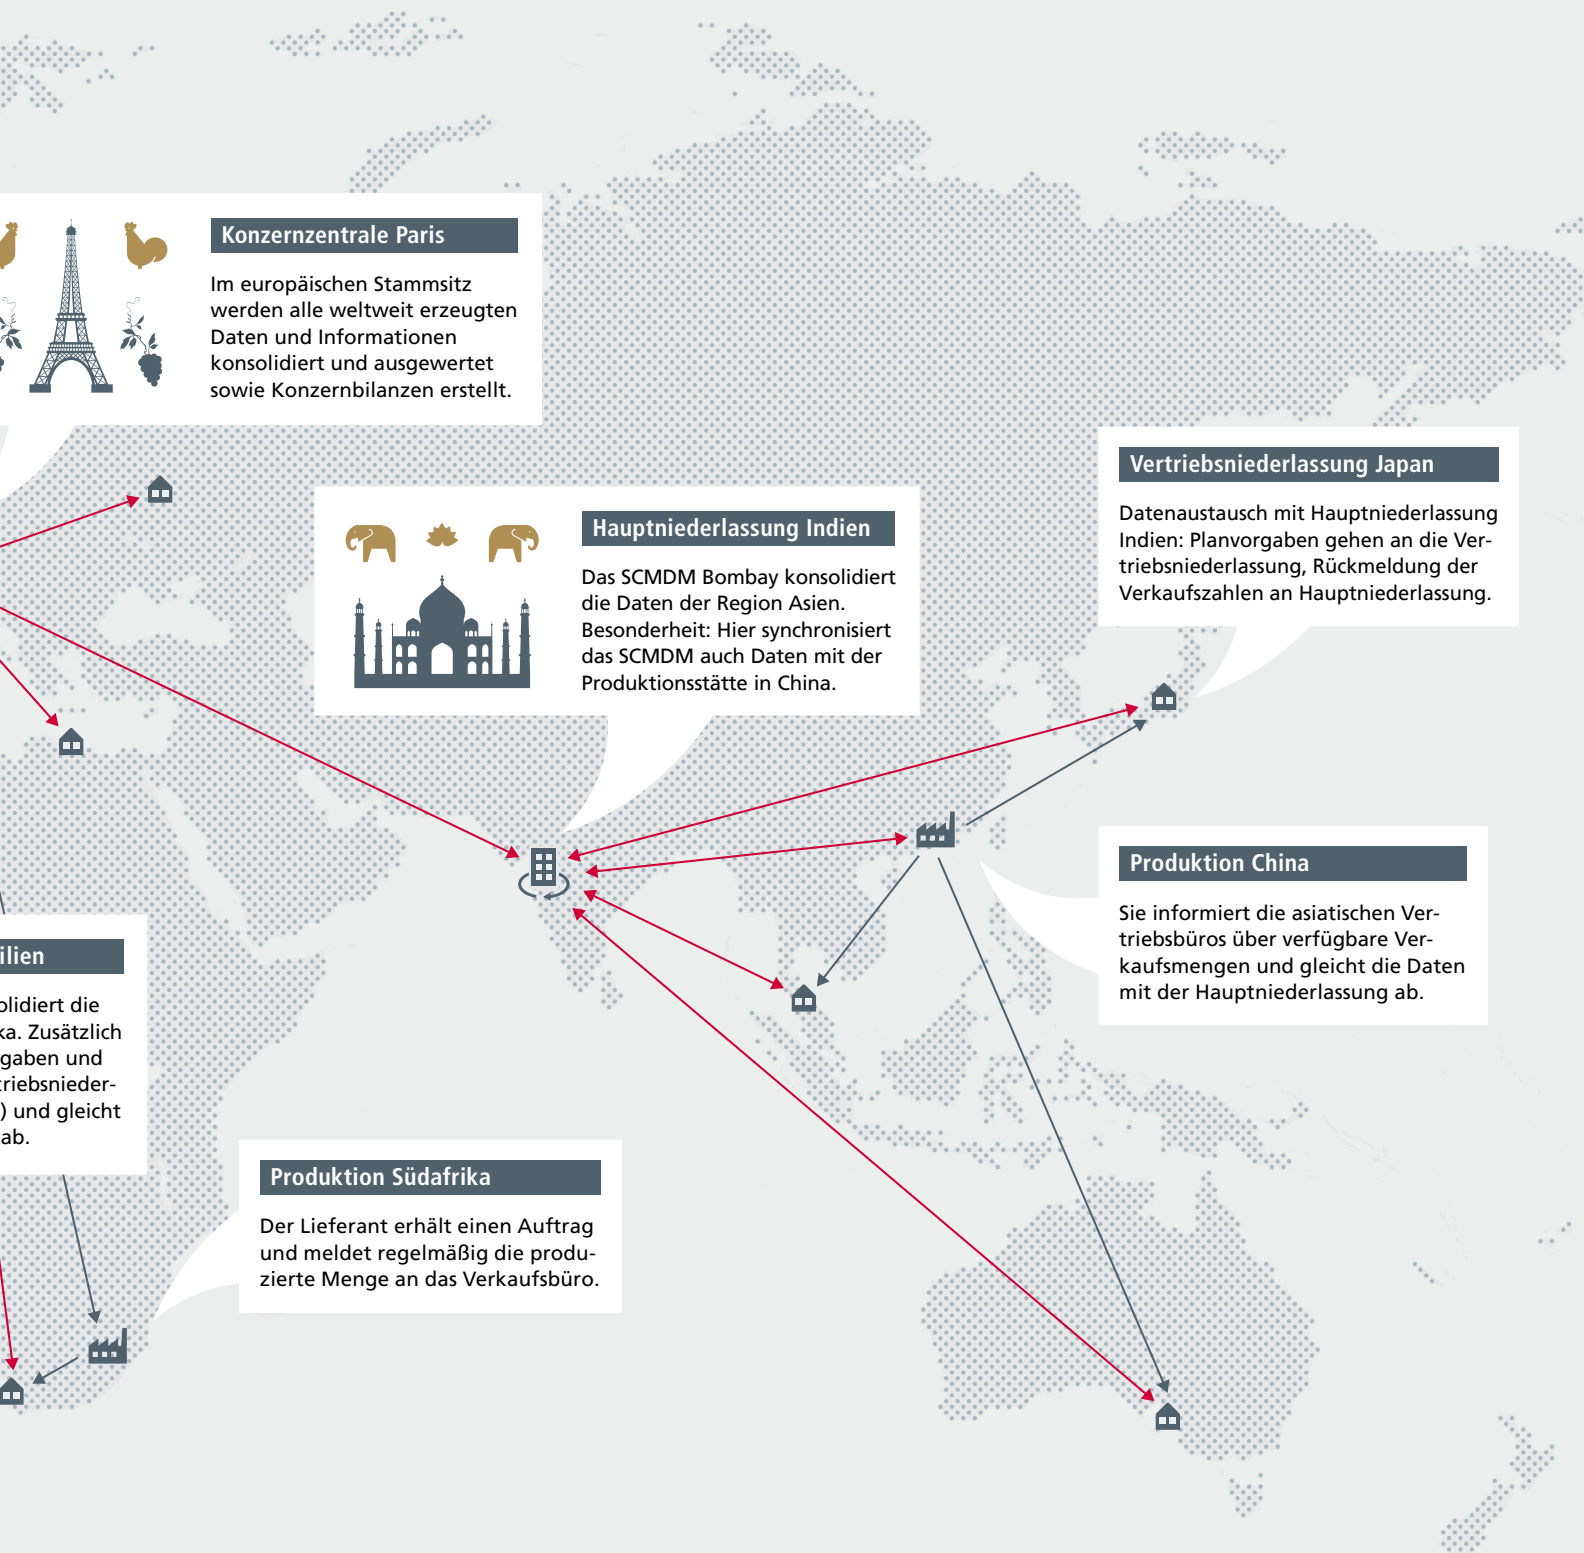 Konzernzentrale Paris
Im europäischen Stammsitz
werden alle weltweit erzeugten
Daten und Informationen
konsolidiert und ausgewertet
sowie Konzernbilanzen erstellt.
Hauptniederlassung Indien
Das SCMDM Bombay konsolidiert
die Daten der Region Asien.
Besonderheit: Hier synchronisiert
das SCMDM auch Daten mit der
Produktionsstätte in China.
Vertriebsniederlassung Japan
Datenaustausch mit Hauptniederlassung
Indien: Planvorgaben gehen an die Ver-
triebsniederlassung, Rückmeldung der
Verkaufszahlen an Hauptniederlassung.
Produktion China
Sie informiert die asiatischen Ver-
triebsbüros über verfügbare Ver-
kaufsmengen und gleicht die Daten
mit der Hauptniederlassung ab.
ilien
olidiert die
ka. Zusätzlich
gaben und
triebsnieder-
) und gleicht
ab.
Produktion Südafrika
Der Lieferant erhält einen Auftrag
und meldet regelmäßig die produ-
zierte Menge an das Verkaufsbüro.